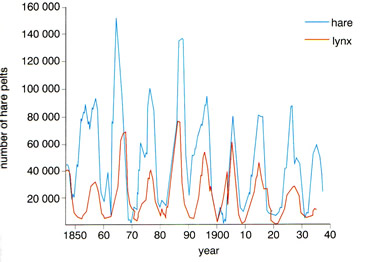 160 000
140 000
120 000
100 000
80 000
60 000
40 000
20 000
number of hare pelts
hare
lynx
1850 60 70 80 90 1900 10 20 30 40
year